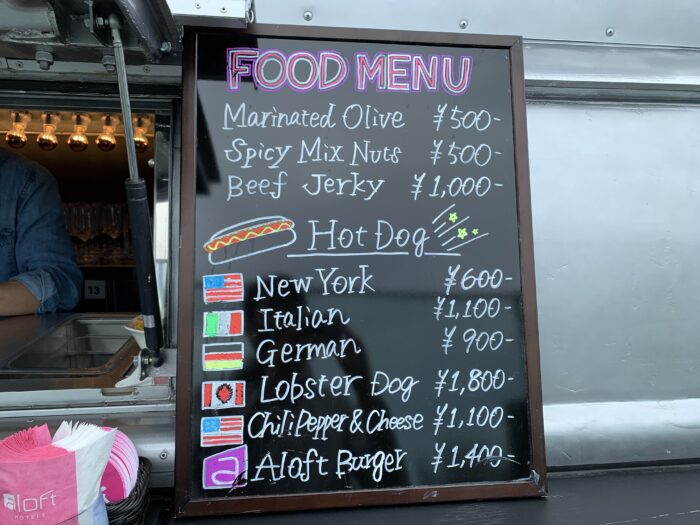 FOOD MENU
Marinated Olive ¥500-
Spicy Mix Nuts ¥500-
Beef Jerky ¥1,000-
Hot Dog
New York ¥600-
Italian ¥1,100-
German ¥900-
Lobster Dog ¥1,800-
Chili Pepper & Cheese ¥1,100-
a Aloft Burger ¥1,400-
13
aloft
HOTELS